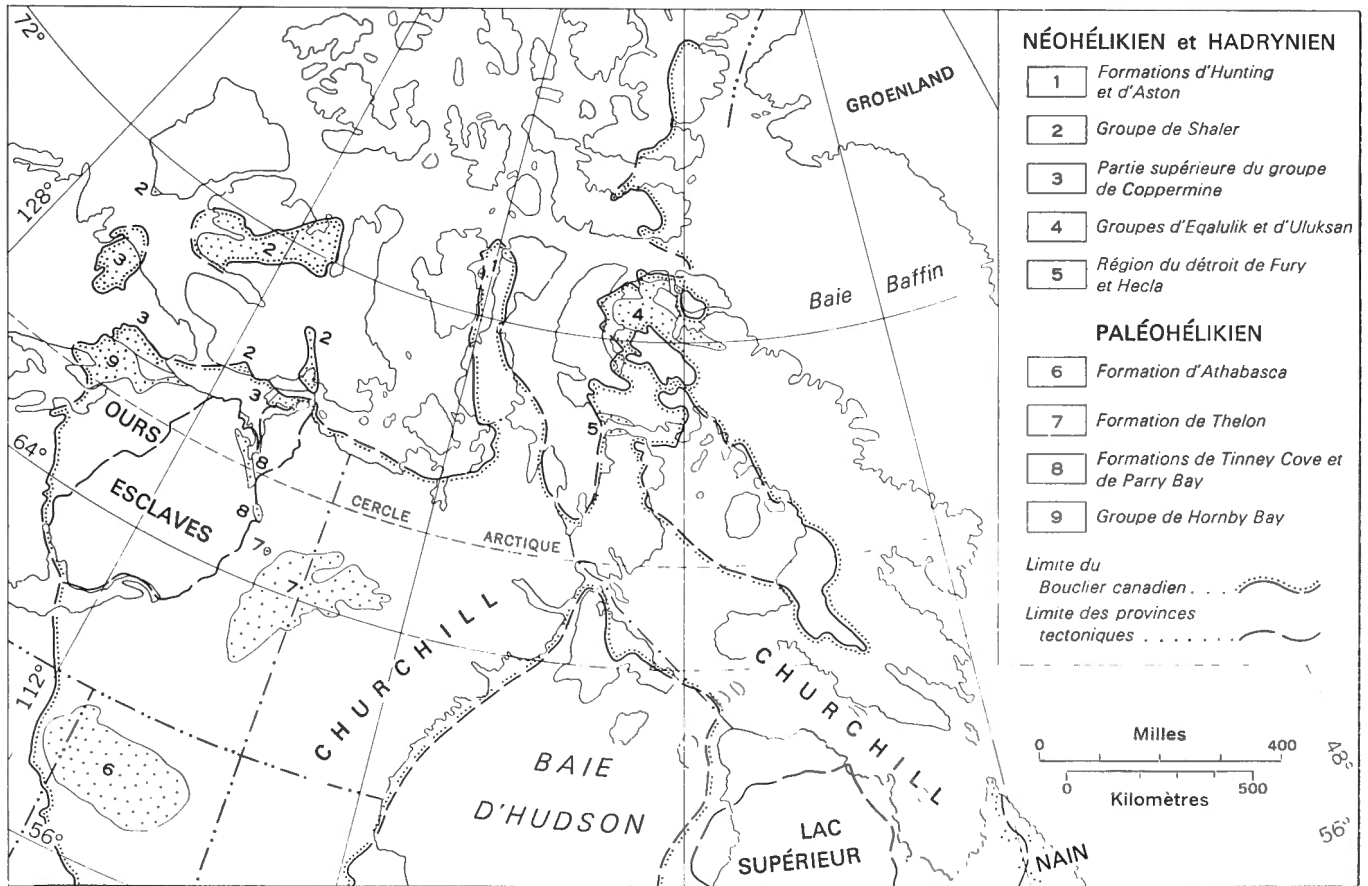 72°
128°
64°
112°
56°
GROENLAND
Baie Baffin
OURS
ESCLAVES
CERCLE ARCTIQUE
CHURCHILL
CHURCHILL
BAIE
D'HUDSON
LAC
SUPÉRIEUR
NAIN
2
2
3
3
9
2
2
3
8
8
7
7
6
1
4
5
NÉOHÉLIKIEN et HADRYNIEN
1 Formations d'Hunting
et d'Aston
2 Groupe de Shaler
3 Partie supérieure du groupe
de Coppermine
4 Groupes d'Eqalulik et d'Uluksan
5 Région du détroit de Fury
et Hecla
PALÉOHÉLIKIEN
6 Formation d'Athabasca
7 Formation de Thelon
8 Formations de Tinney Cove et
de Parry Bay
9 Groupe de Hornby Bay
Limite du
Bouclier canadien . . . .
Limite des provinces
tectoniques . . . . . . .
Milles
0 400
0 500
Kilomètres
48°
56°